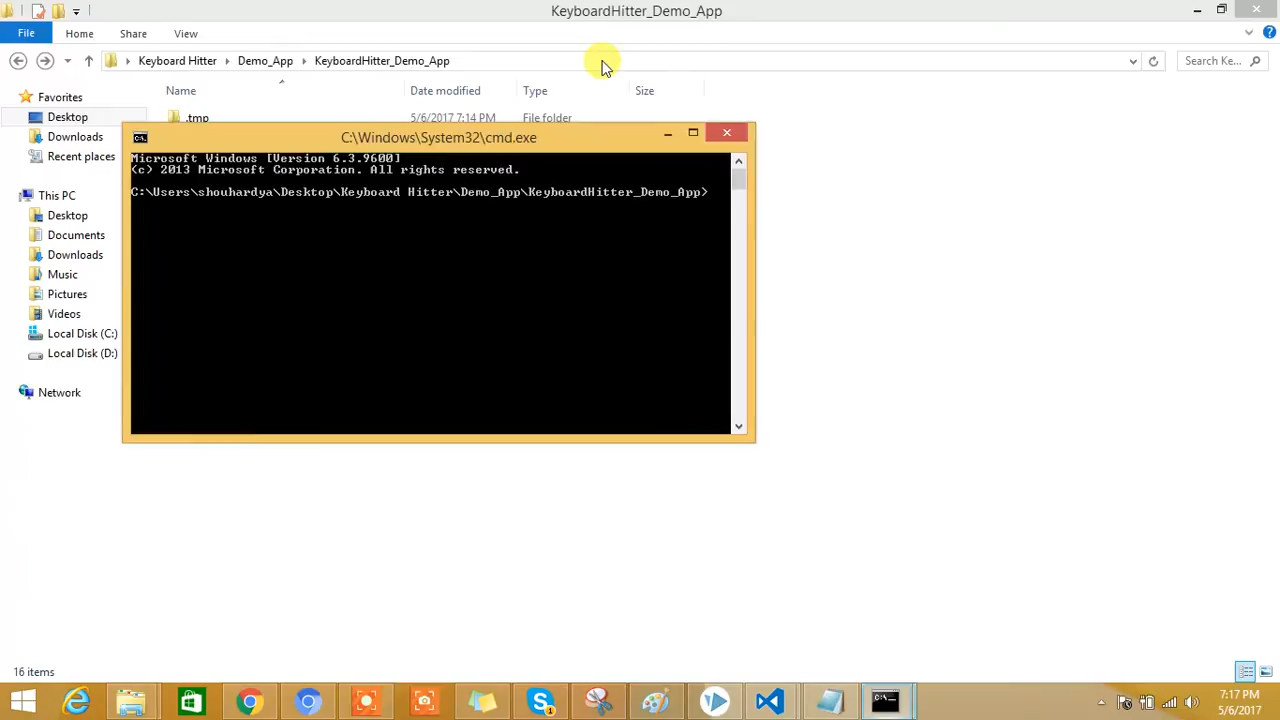 KeyboardHitter_Demo_App
File Home Share View
Keyboard Hitter Demo_App KeyboardHitter_Demo_App Search Ke...
Name Date modified Type Size
Favorites
Desktop
Downloads
Recent places
This PC
Desktop
Documents
Downloads
Music
Pictures
Videos
Local Disk (C:)
Local Disk (D:)
Network
.tmp 5/6/2017 7:14 PM File folder
C:\Windows\System32\cmd.exe
Microsoft Windows [Version 6.3.9600]
(c) 2013 Microsoft Corporation. All rights reserved.
C:\Users\shouhardya\Desktop\Keyboard Hitter\Demo_App\KeyboardHitter_Demo_App>
16 items
7:17 PM
5/6/2017